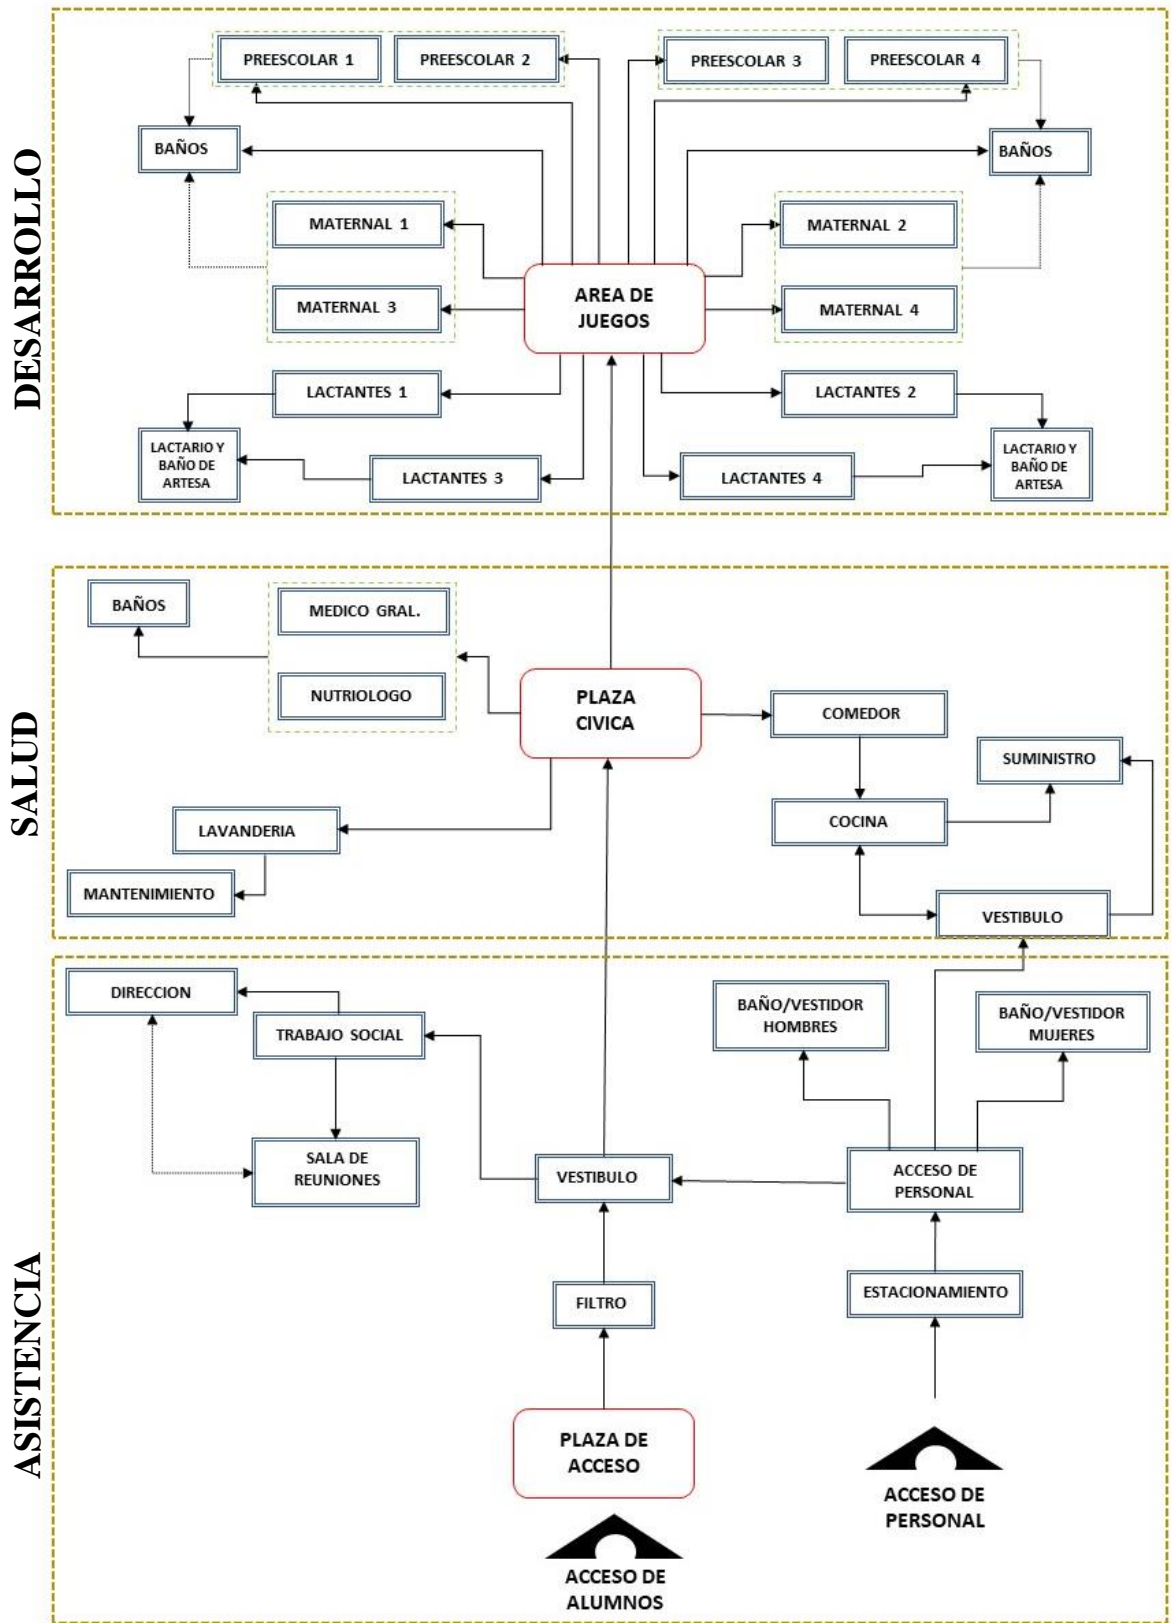 DESARROLLO
PREESCOLAR 1
PREESCOLAR 2
PREESCOLAR 3
PREESCOLAR 4
BAÑOS
BAÑOS
MATERNAL 1
MATERNAL 2
MATERNAL 3
AREA DE
JUEGOS
MATERNAL 4
LACTANTES 1
LACTANTES 2
LACTARIO Y
BAÑO DE
ARTESA
LACTANTES 3
LACTANTES 4
LACTARIO Y
BAÑO DE
ARTESA
SALUD
BAÑOS
MEDICO GRAL.
NUTRIOLOGO
PLAZA
CIVICA
COMEDOR
SUMINISTRO
LAVANDERIA
COCINA
MANTENIMIENTO
VESTIBULO
ASISTENCIA
DIRECCION
TRABAJO SOCIAL
BAÑO/VESTIDOR
HOMBRES
BAÑO/VESTIDOR
MUJERES
SALA DE
REUNIONES
VESTIBULO
ACCESO DE
PERSONAL
FILTRO
ESTACIONAMIENTO
PLAZA DE
ACCESO
ACCESO DE
PERSONAL
ACCESO DE
ALUMNOS